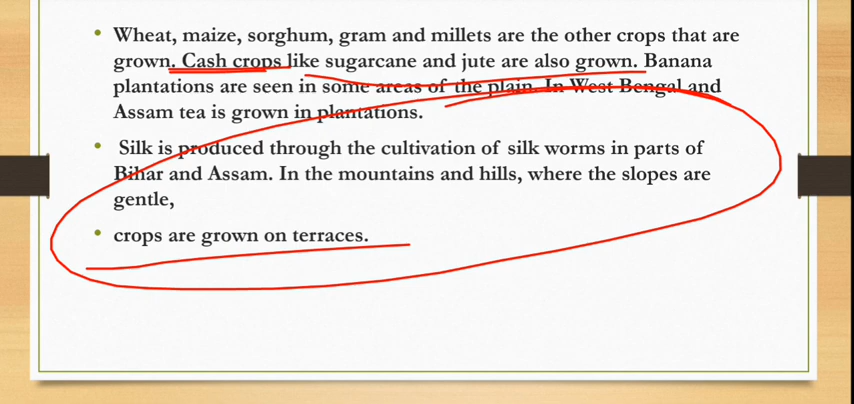 • Wheat, maize, sorghum, gram and millets are the other crops that are
grown. Cash crops like sugarcane and jute are also grown. Banana
plantations are seen in some areas of the plain. In West Bengal and
Assam tea is grown in plantations.
• Silk is produced through the cultivation of silk worms in parts of
Bihar and Assam. In the mountains and hills, where the slopes are
gentle,
• crops are grown on terraces.